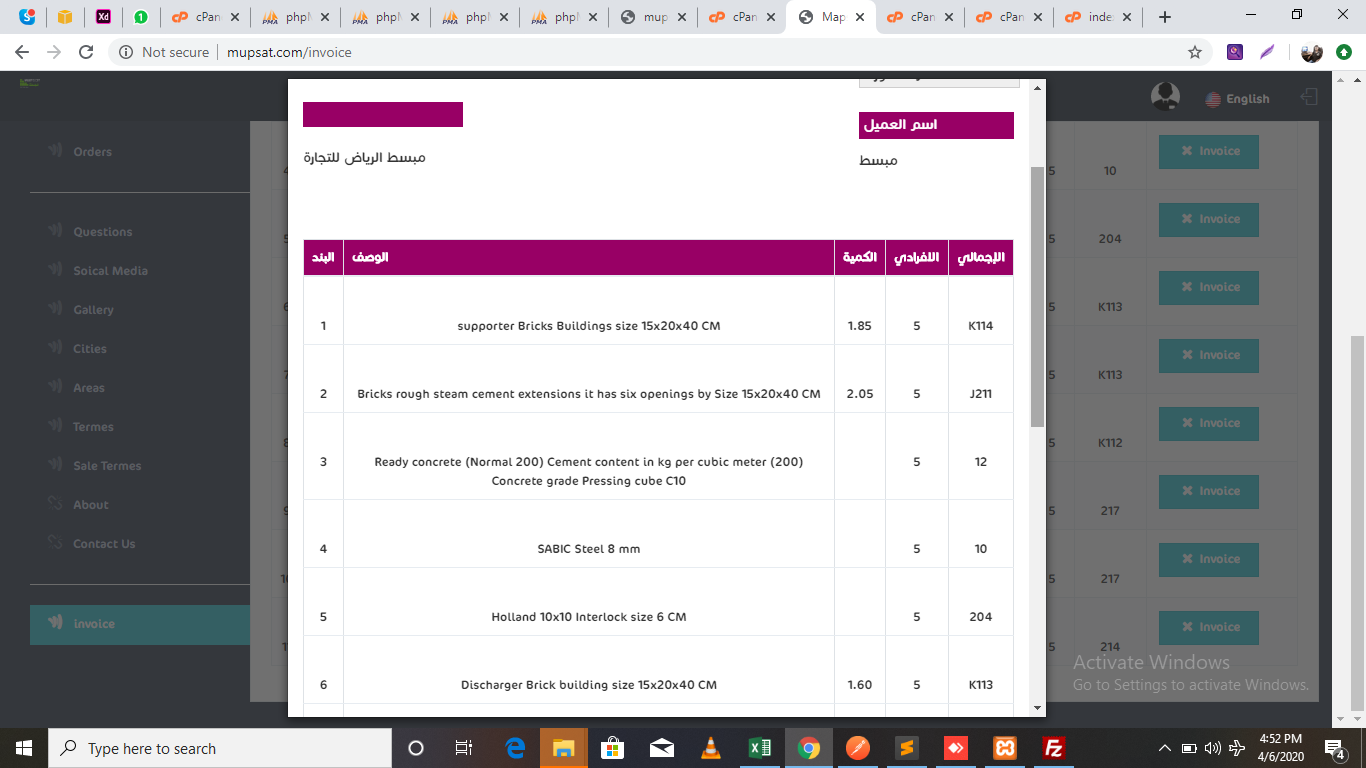 cPan
phpM
phpM
phpM
phpM
mup
cPan
Map
cPan
cPan
inde
Not secure
mupsat.com/invoice
English
Orders
Questions
Soical Media
Gallery
Cities
Areas
Termes
Sale Termes
About
Contact Us
invoice
اسم العميل
مبسط الرياض للتجارة
مبسط
البند الوصف الكمية الافرادي الإجمالي
1 supporter Bricks Buildings size 15x20x40 CM 1.85 5 K114
2 Bricks rough steam cement extensions it has six openings by Size 15x20x40 CM 2.05 5 J211
3 Ready concrete (Normal 200) Cement content in kg per cubic meter (200)
Concrete grade Pressing cube C10 5 12
4 SABIC Steel 8 mm 5 10
5 Holland 10x10 Interlock size 6 CM 5 204
6 Discharger Brick building size 15x20x40 CM 1.60 5 K113
5 10 Invoice
5 204 Invoice
5 K113 Invoice
5 K113 Invoice
5 K112 Invoice
5 217 Invoice
5 217 Invoice
5 214 Invoice
Activate Windows
Go to Settings to activate Windows.
Type here to search
4:52 PM
4/6/2020
4